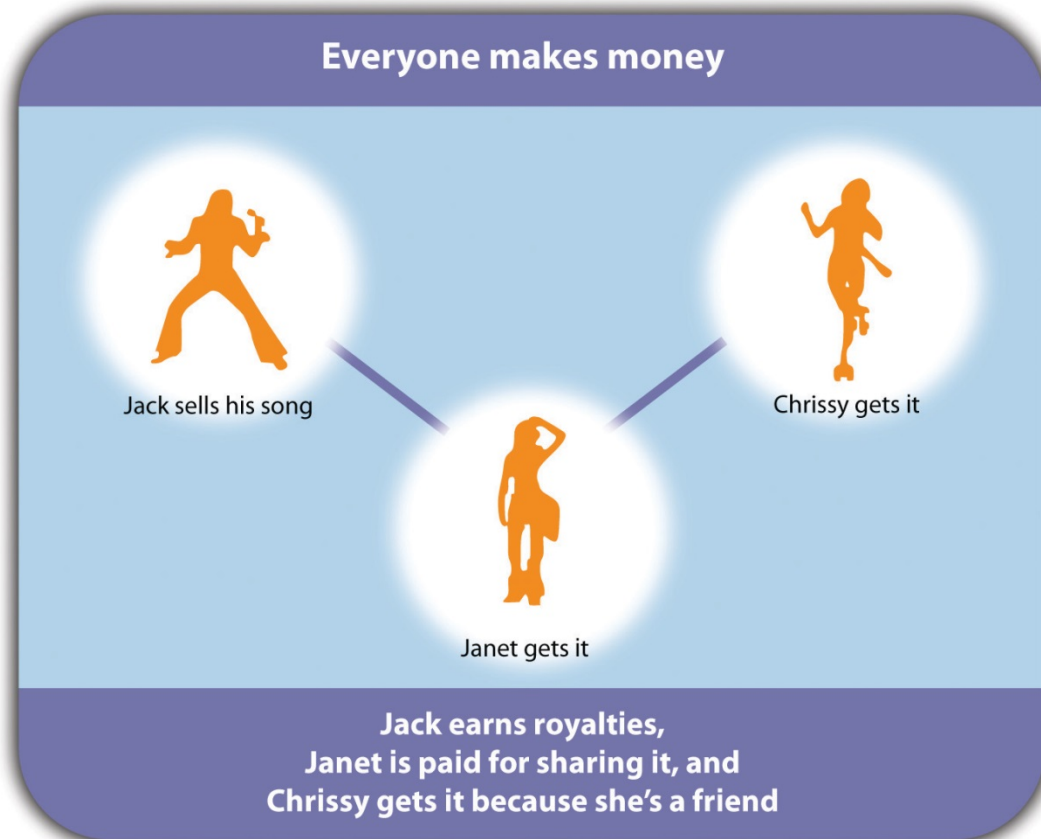 Everyone makes money
Jack sells his song
Chrissy gets it
Janet gets it
Jack earns royalties,
Janet is paid for sharing it, and
Chrissy gets it because she's a friend